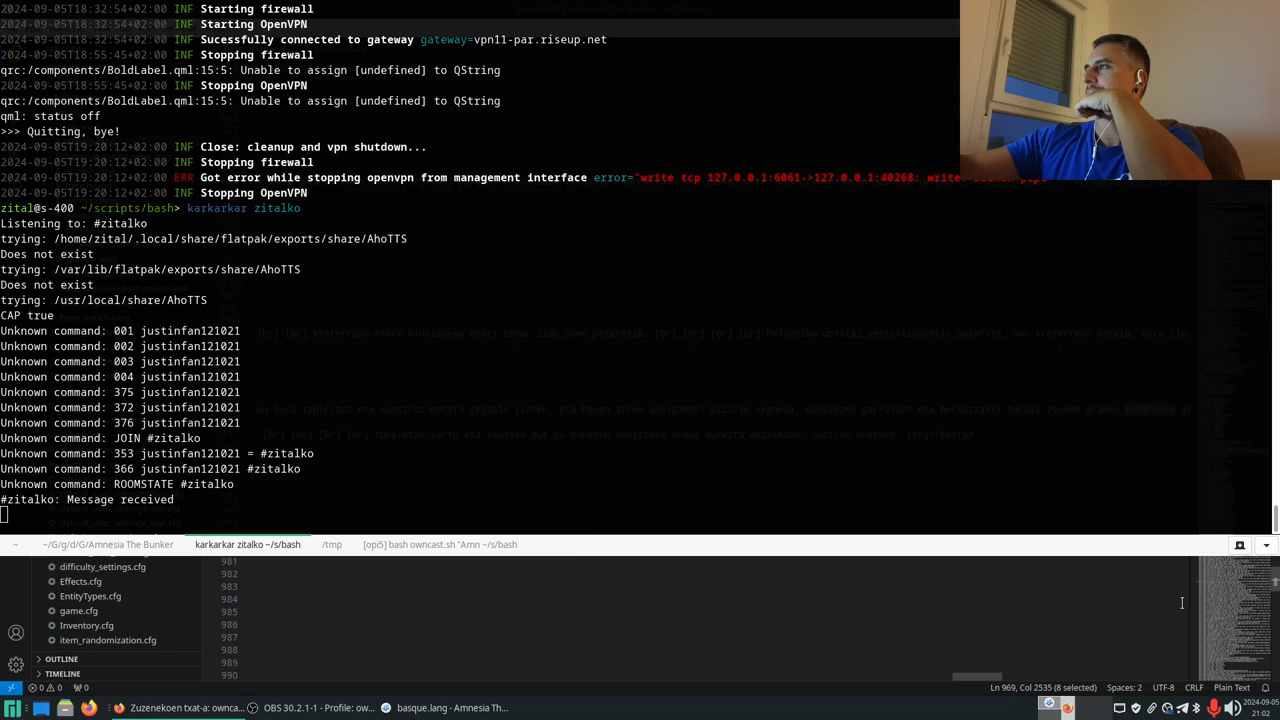 2024-09-05T18:32:54+02:00 INF Starting firewall
2024-09-05T18:32:54+02:00 INF Starting OpenVPN
2024-09-05T18:32:54+02:00 INF Sucessfully connected to gateway gateway=vpn11-par.riseup.net
2024-09-05T18:55:45+02:00 INF Stopping firewall
qrc:/components/BoldLabel.qml:15:5: Unable to assign [undefined] to QString
2024-09-05T18:55:45+02:00 INF Stopping OpenVPN
qrc:/components/BoldLabel.qml:15:5: Unable to assign [undefined] to QString
qml: status off
>>> Quitting, bye!
2024-09-05T19:20:12+02:00 INF Close: cleanup and vpn shutdown...
2024-09-05T19:20:12+02:00 INF Stopping firewall
2024-09-05T19:20:12+02:00 ERR Got error while stopping openvpn from management interface error="write tcp 127.0.0.1:6061->127.0.0.1:40268: write:
2024-09-05T19:20:12+02:00 INF Stopping OpenVPN
zital@s-400 ~/scripts/bash> karkarkar zitalko
Listening to: #zitalko
trying: /home/zital/.local/share/flatpak/exports/share/AhoTTS
Does not exist
trying: /var/lib/flatpak/exports/share/AhoTTS
Does not exist
trying: /usr/local/share/AhoTTS
CAP true
Unknown command: 001 justinfan121021
Unknown command: 002 justinfan121021
Unknown command: 003 justinfan121021
Unknown command: 004 justinfan121021
Unknown command: 375 justinfan121021
Unknown command: 372 justinfan121021
Unknown command: 376 justinfan121021
Unknown command: JOIN #zitalko
Unknown command: 353 justinfan121021 = #zitalko
Unknown command: 366 justinfan121021 #zitalko
Unknown command: ROOMSTATE #zitalko
#zitalko: Message received
~ ~/G/g/d/G/Amnesia The Bunker karkarkar zitalko ~/s/bash /tmp [opi5] bash owncast.sh "Amn ~/s/bash
981
difficulty_settings.cfg 982
Effects.cfg 983
EntityTypes.cfg 984
game.cfg 985
Inventory.cfg 986
item_randomization.cfg 987
988
OUTLINE 989
TIMELINE 990
0 0 0 Ln 969, Col 2535 (8 selected) Spaces: 2 UTF-8 CRLF Plain Text
Zuzenekoen txat-a: ownca... OBS 30.2.1-1 - Profile: ow... basque.lang - Amnesia Th... 2024-09-05
21:02